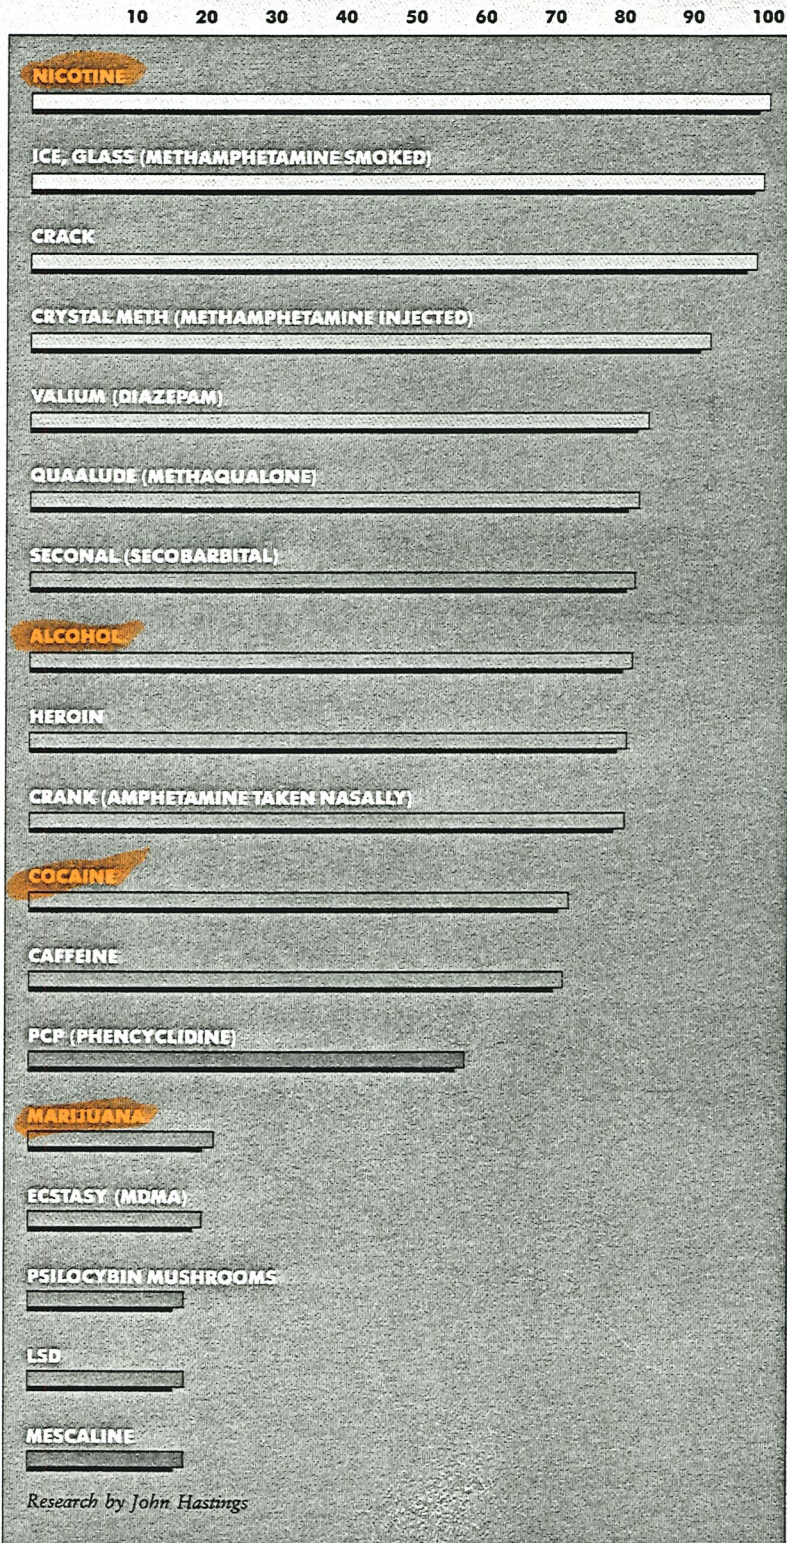 10 20 30 40 50 60 70 80 90 100
NICOTINE
ICE, GLASS (METHAMPHETAMINE SMOKED)
CRACK
CRYSTAL METH (METHAMPHETAMINE INJECTED)
VALIUM (DIAZEPAM)
QUAALUDE (METHAQUALONE)
SECONAL (SECOBARBITAL)
ALCOHOL
HEROIN
CRANK (AMPHETAMINE TAKEN NASALLY)
COCAINE
CAFFEINE
PCP (PHENCYCLIDINE)
MARIJUANA
ECSTASY (MDMA)
PSILOCYBIN MUSHROOMS
LSD
MESCALINE
Research by John Hastings